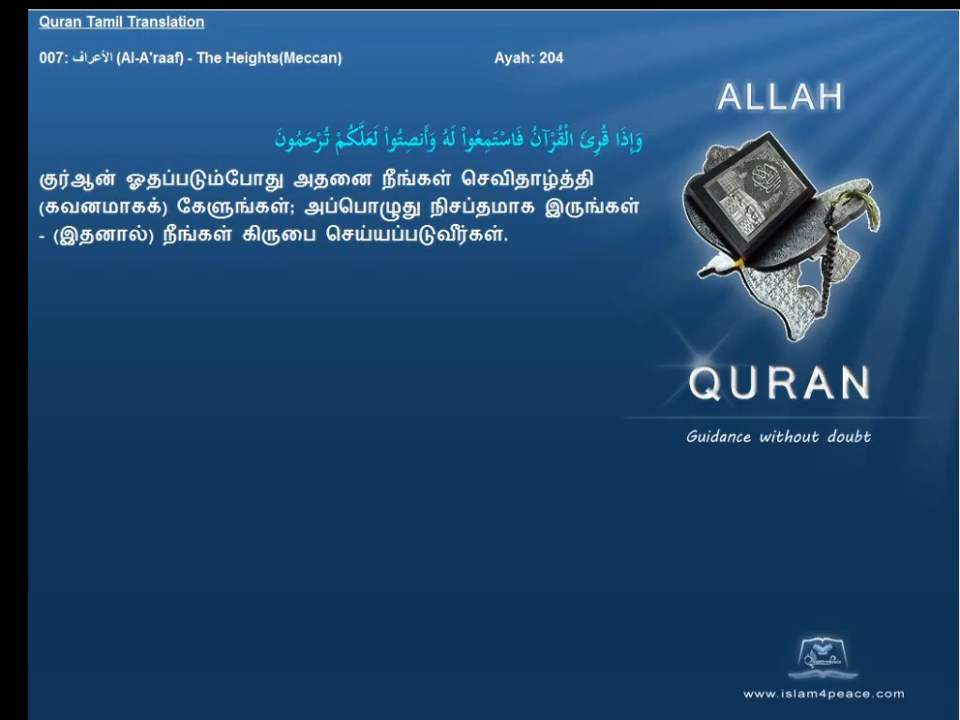 Quran Tamil Translation
007: الأعراف (Al-A'raaf) - The Heights(Meccan) Ayah: 204
ALLAH
وَإِذَا قُرِئَ الْقُرْآنُ فَاسْتَمِعُواْ لَهُ وَأَنصِتُواْ لَعَلَّكُمْ تُرْحَمُونَ
குர்ஆன் ஓதப்படும்போது அதனை நீங்கள் செவிதாழ்த்தி
(கவனமாகக்) கேளுங்கள்; அப்பொழுது நிசப்தமாக இருங்கள்
- (இதனால்) நீங்கள் கிருபை செய்யப்படுவீர்கள்.
QURAN
Guidance without doubt
www.islam4peace.com